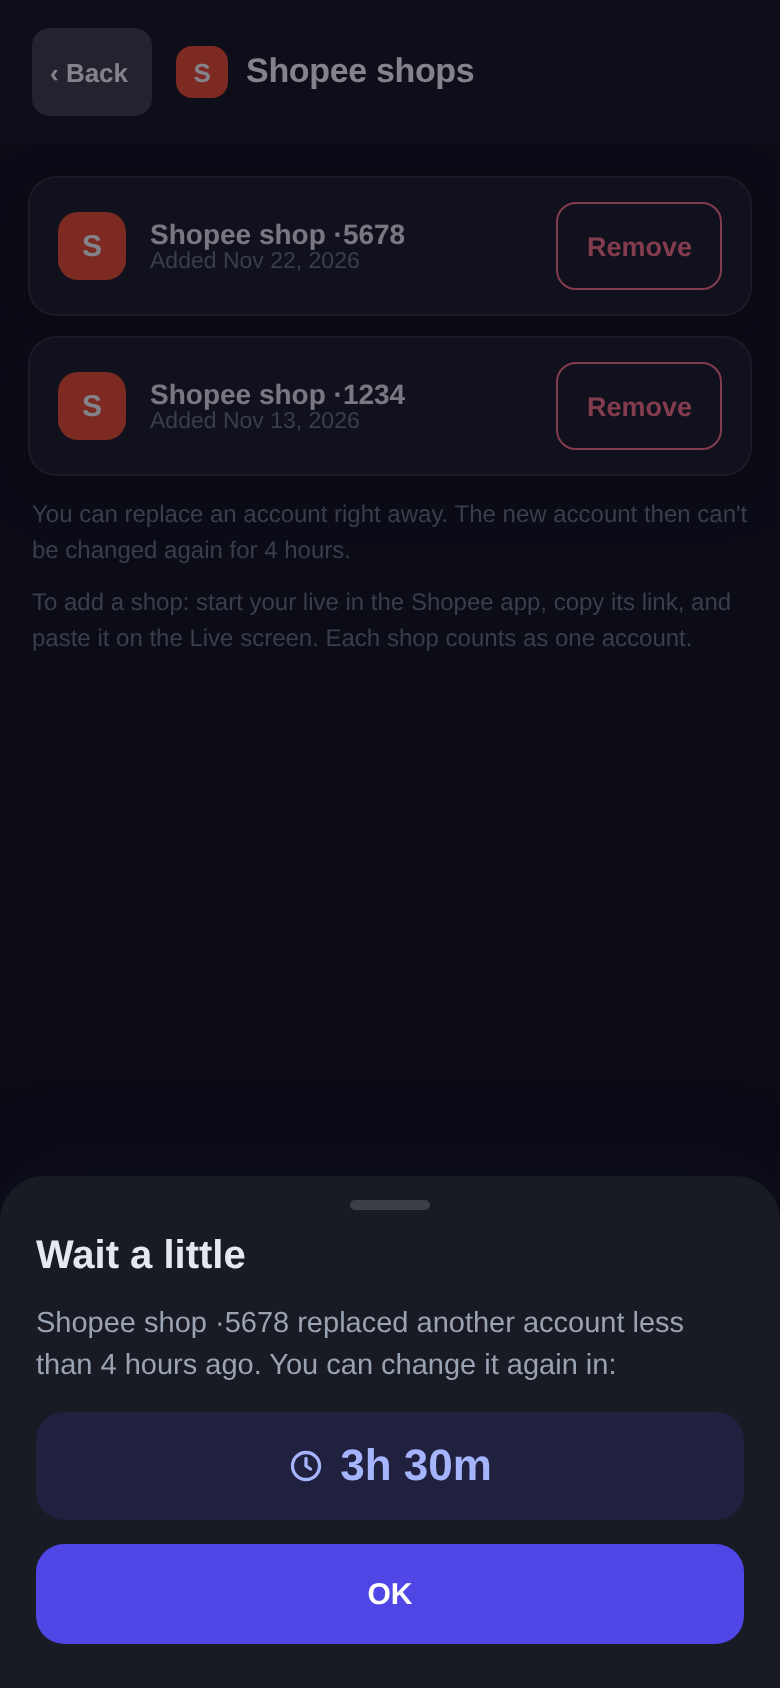 ‹ Back
S
Shopee shops
S
Shopee shop ·5678
Added Nov 22, 2026
Remove
S
Shopee shop ·1234
Added Nov 13, 2026
Remove
You can replace an account right away. The new account then can't
be changed again for 4 hours.
To add a shop: start your live in the Shopee app, copy its link, and
paste it on the Live screen. Each shop counts as one account.
Wait a little
Shopee shop ·5678 replaced another account less
than 4 hours ago. You can change it again in:
3h 30m
OK